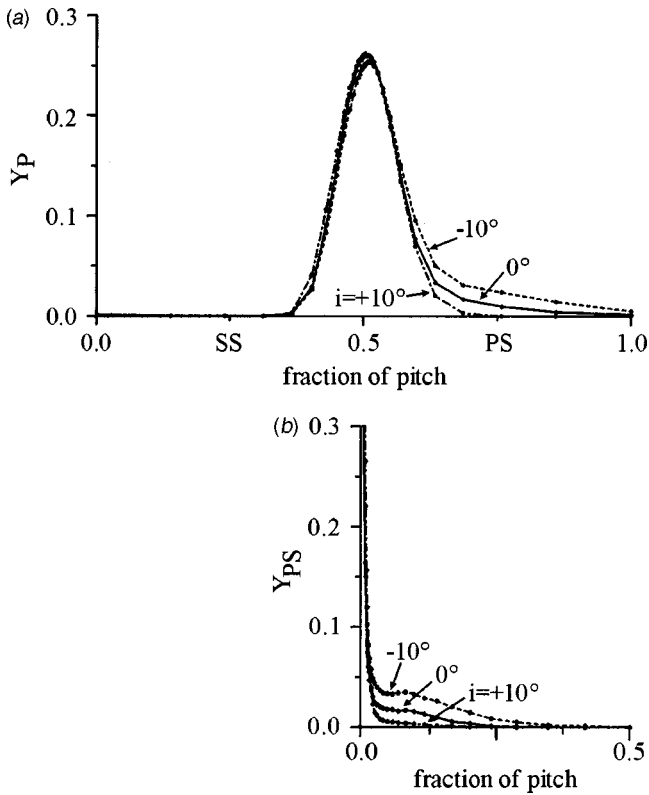 (a)
0.3
0.2
0.1
0.0
Y_P
-10°
0°
i=+10°
0.0 SS 0.5 PS 1.0
fraction of pitch
(b)
0.3
0.2
0.1
0.0
Y_PS
-10°
0°
i=+10°
0.0 0.5
fraction of pitch